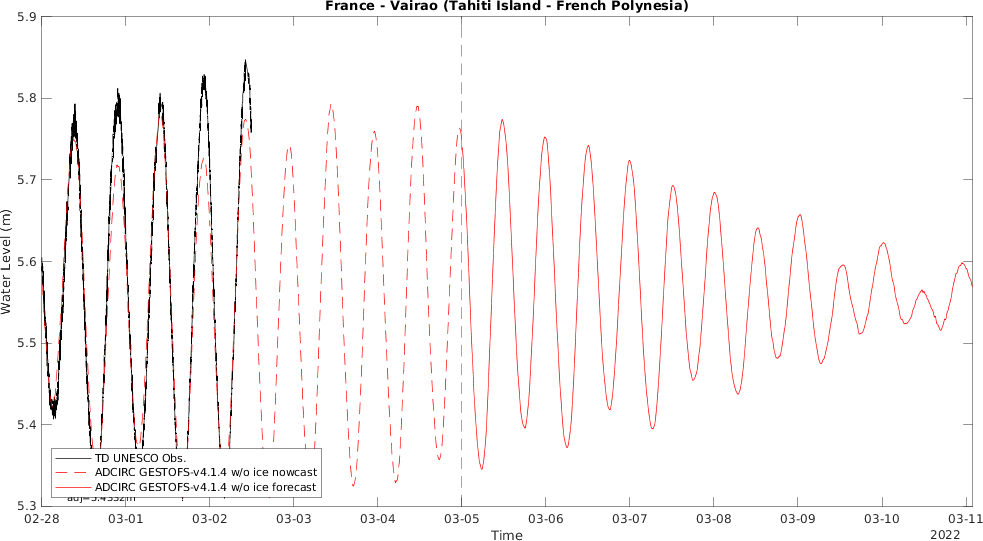 France - Vairao (Tahiti Island - French Polynesia)
5.9
5.8
5.7
5.6
5.5
5.4
5.3
Water Level (m)
TD UNESCO Obs.
ADCIRC GESTOFS-v4.1.4 w/o ice nowcast
ADCIRC GESTOFS-v4.1.4 w/o ice forecast
02-28 03-01 03-02 03-03 03-04 03-05 03-06 03-07 03-08 03-09 03-10 03-11
Time
2022